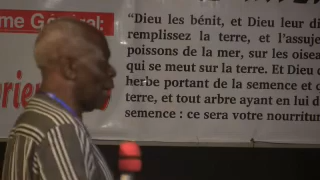 me Général:
"Dieu les bénit, et Dieu leur di
remplissez la terre, et l'assuje
poissons de la mer, sur les oise
qui se meut sur la terre. Et Dieu
herbe portant de la semence et
terre, et tout arbre ayant en lui d
semence : ce sera votre nourritu